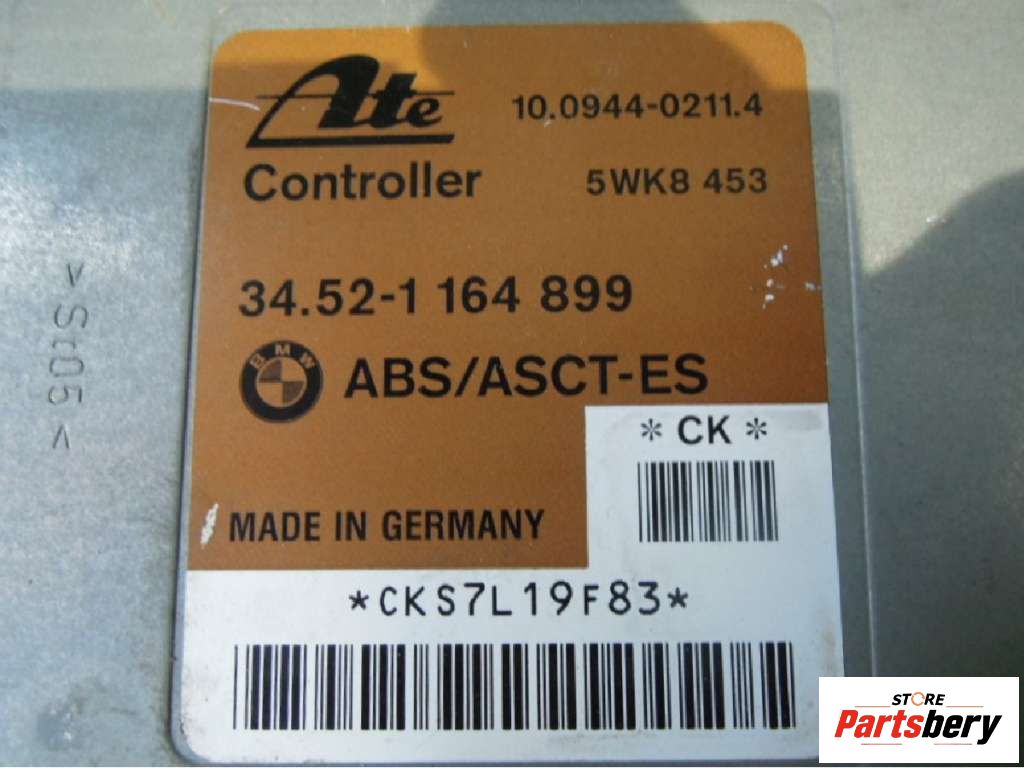 Ate
10.0944-0211.4
Controller
5WK8 453
34.52-1 164 899
BMW
ABS/ASCT-ES
* CK *
MADE IN GERMANY
*CKS7L19F83*
>St05<
STORE
Partsbery